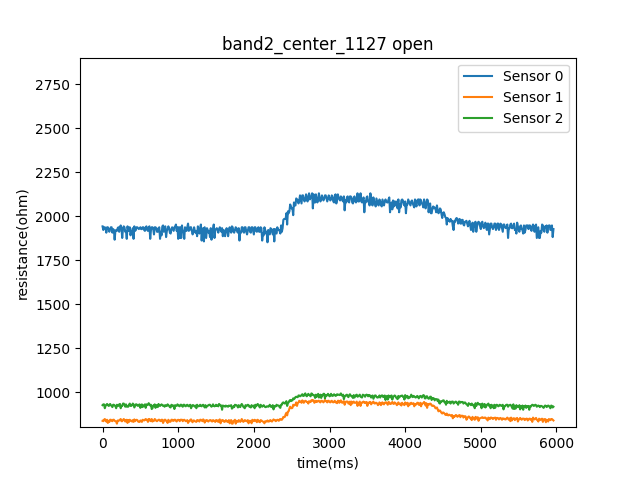 band2_center_1127 open
Sensor 0
Sensor 1
Sensor 2
resistance(ohm)
2750
2500
2250
2000
1750
1500
1250
1000
0 1000 2000 3000 4000 5000 6000
time(ms)